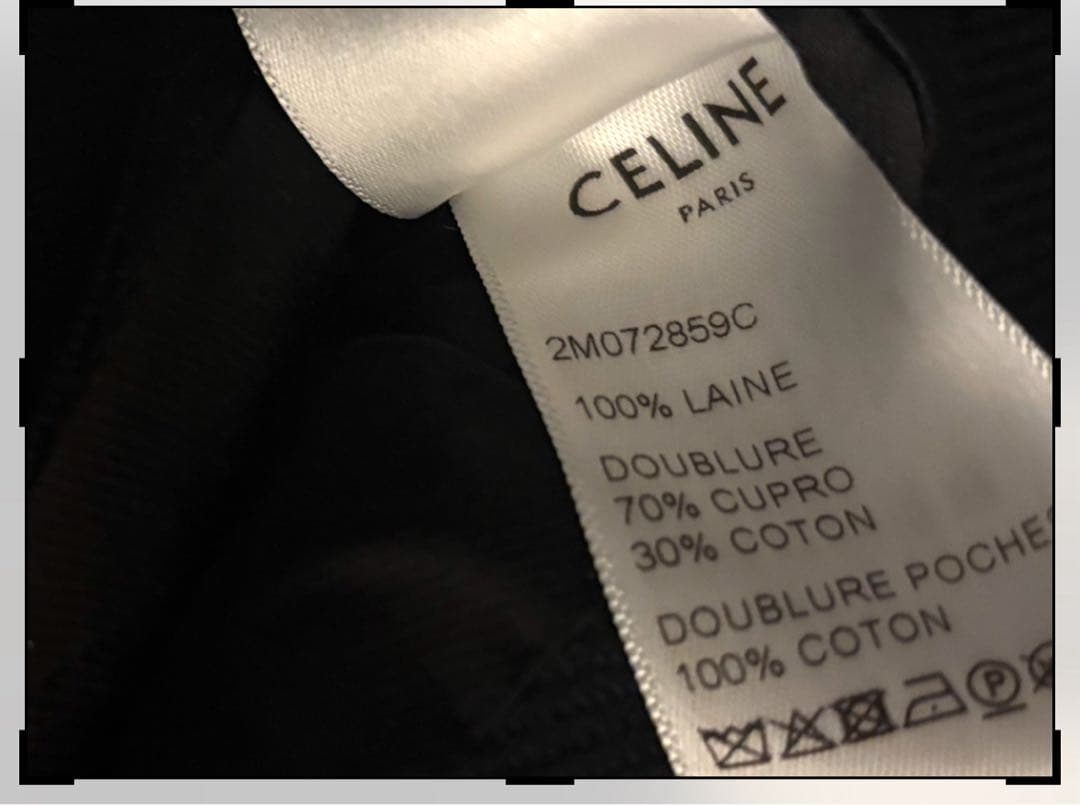 CELINE
PARIS
2M072859C
100% LAINE
DOUBLURE
70% CUPRO
30% COTON
DOUBLURE POCHES
100% COTON
P